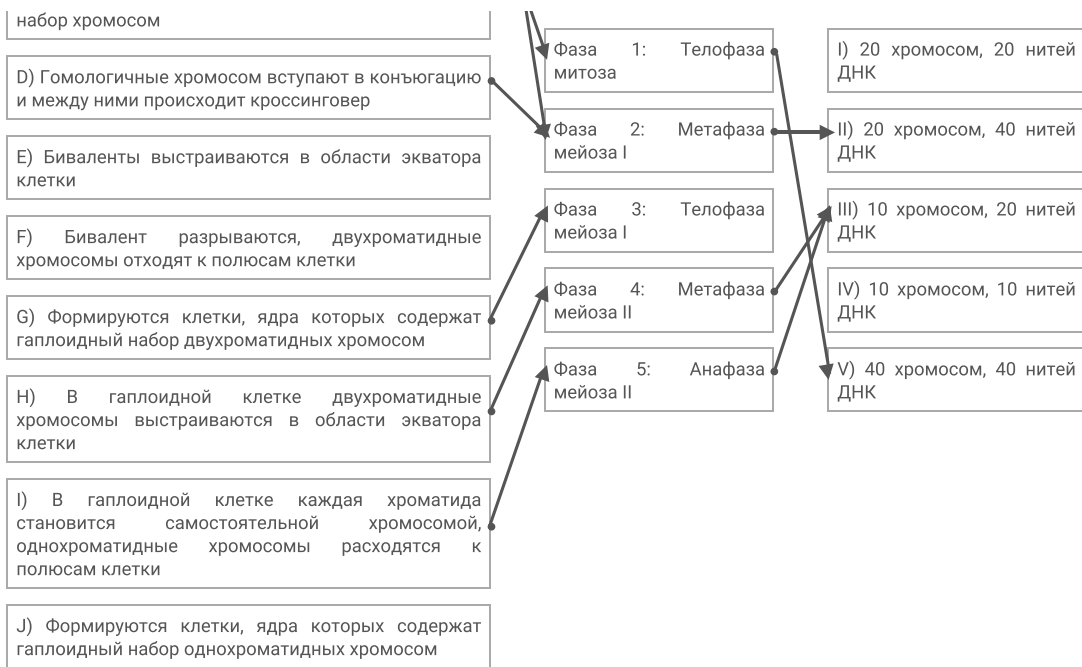 набор хромосом
D) Гомологичные хромосом вступают в конъюгацию
и между ними происходит кроссинговер
E) Биваленты выстраиваются в области экватора
клетки
F) Бивалент разрываются, двухроматидные
хромосомы отходят к полюсам клетки
G) Формируются клетки, ядра которых содержат
гаплоидный набор двухроматидных хромосом
H) В гаплоидной клетке двухроматидные
хромосомы выстраиваются в области экватора
клетки
I) В гаплоидной клетке каждая хроматида
становится самостоятельной хромосомой,
однохроматидные хромосомы расходятся к
полюсам клетки
J) Формируются клетки, ядра которых содержат
гаплоидный набор однохроматидных хромосом
Фаза 1: Телофаза
митоза
Фаза 2: Метафаза
мейоза I
Фаза 3: Телофаза
мейоза I
Фаза 4: Метафаза
мейоза II
Фаза 5: Анафаза
мейоза II
I) 20 хромосом, 20 нитей
ДНК
II) 20 хромосом, 40 нитей
ДНК
III) 10 хромосом, 20 нитей
ДНК
IV) 10 хромосом, 10 нитей
ДНК
V) 40 хромосом, 40 нитей
ДНК